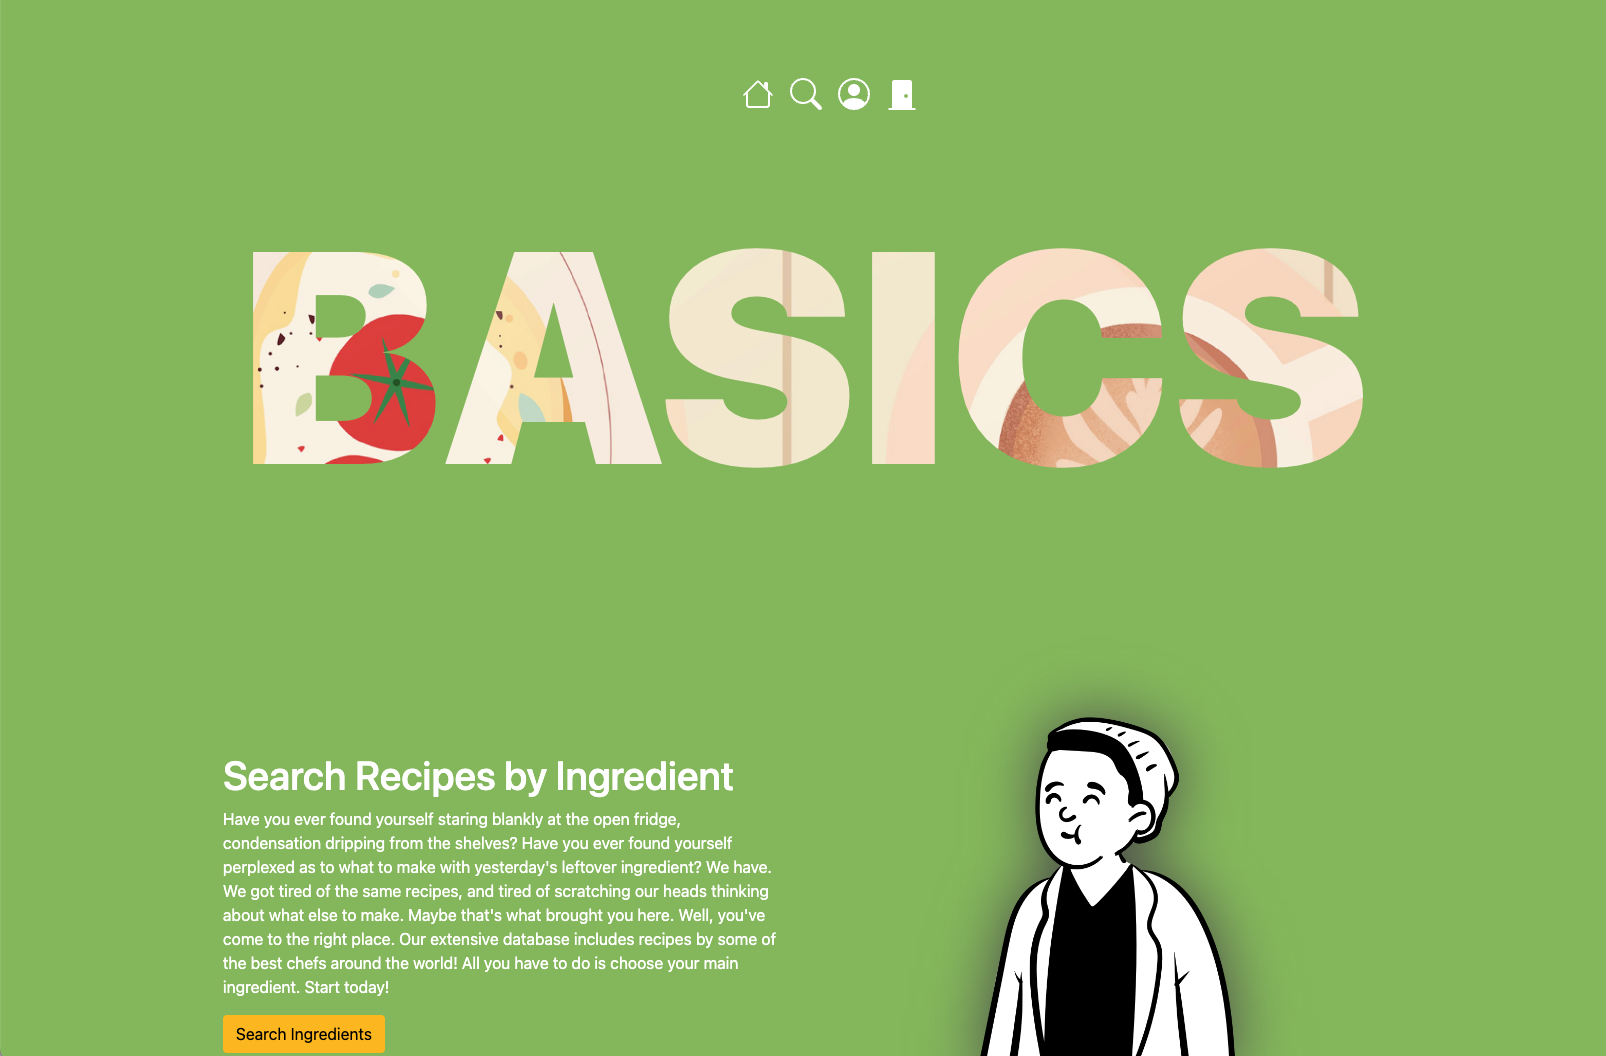 BASICS
Search Recipes by Ingredient
Have you ever found yourself staring blankly at the open fridge,
condensation dripping from the shelves? Have you ever found yourself
perplexed as to what to make with yesterday's leftover ingredient? We have.
We got tired of the same recipes, and tired of scratching our heads thinking
about what else to make. Maybe that's what brought you here. Well, you've
come to the right place. Our extensive database includes recipes by some of
the best chefs around the world! All you have to do is choose your main
ingredient. Start today!
Search Ingredients